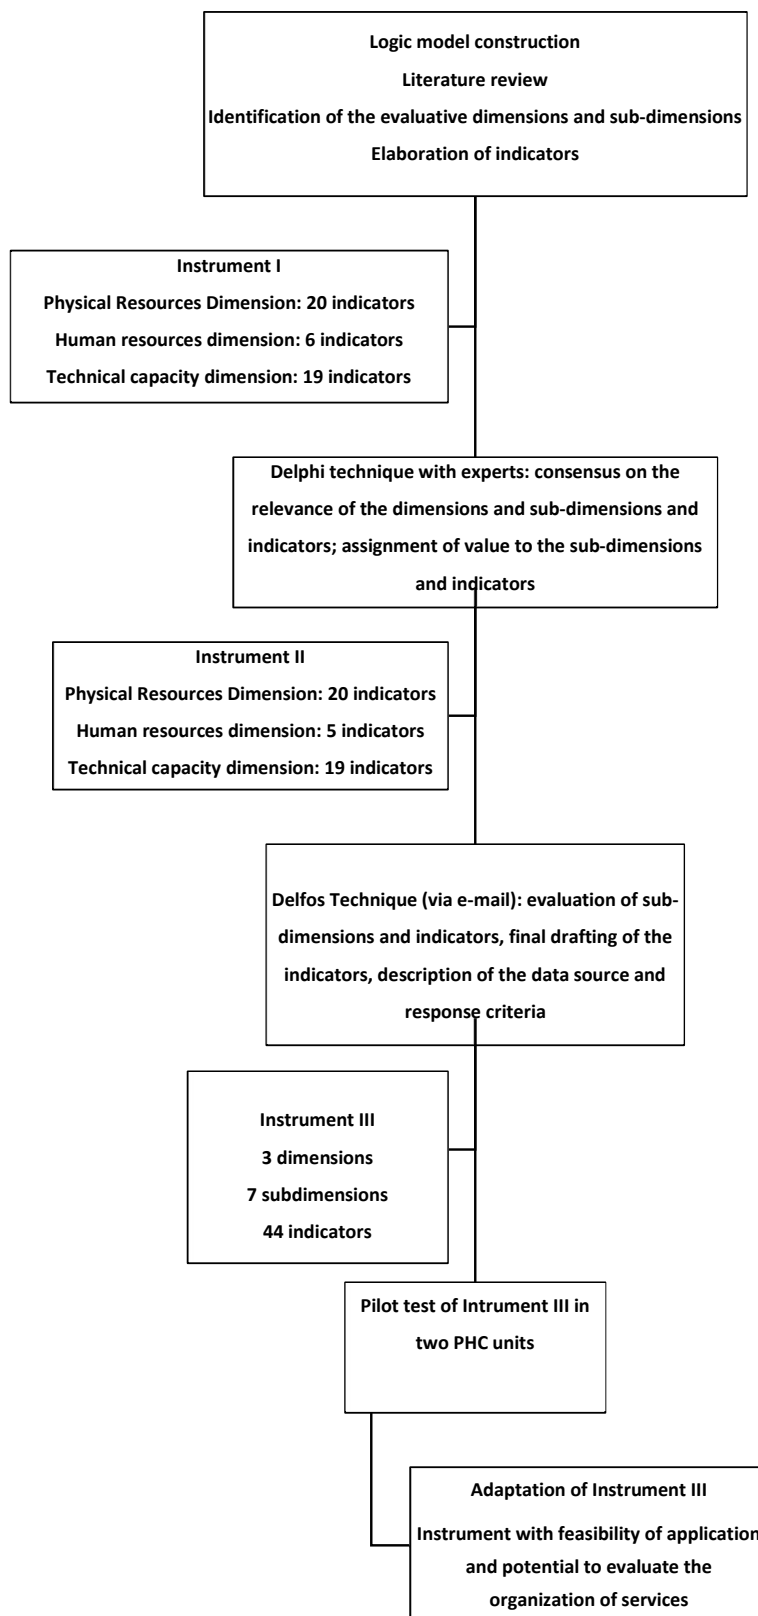 Logic model construction
Literature review
Identification of the evaluative dimensions and sub-dimensions
Elaboration of indicators
Instrument I
Physical Resources Dimension: 20 indicators
Human resources dimension: 6 indicators
Technical capacity dimension: 19 indicators
Delphi technique with experts: consensus on the
relevance of the dimensions and sub-dimensions and
indicators; assignment of value to the sub-dimensions
and indicators
Instrument II
Physical Resources Dimension: 20 indicators
Human resources dimension: 5 indicators
Technical capacity dimension: 19 indicators
Delfos Technique (via e-mail): evaluation of sub-
dimensions and indicators, final drafting of the
indicators, description of the data source and
response criteria
Instrument III
3 dimensions
7 subdimensions
44 indicators
Pilot test of Intrument III in
two PHC units
Adaptation of Instrument III
Instrument with feasibility of application
and potential to evaluate the
organization of services